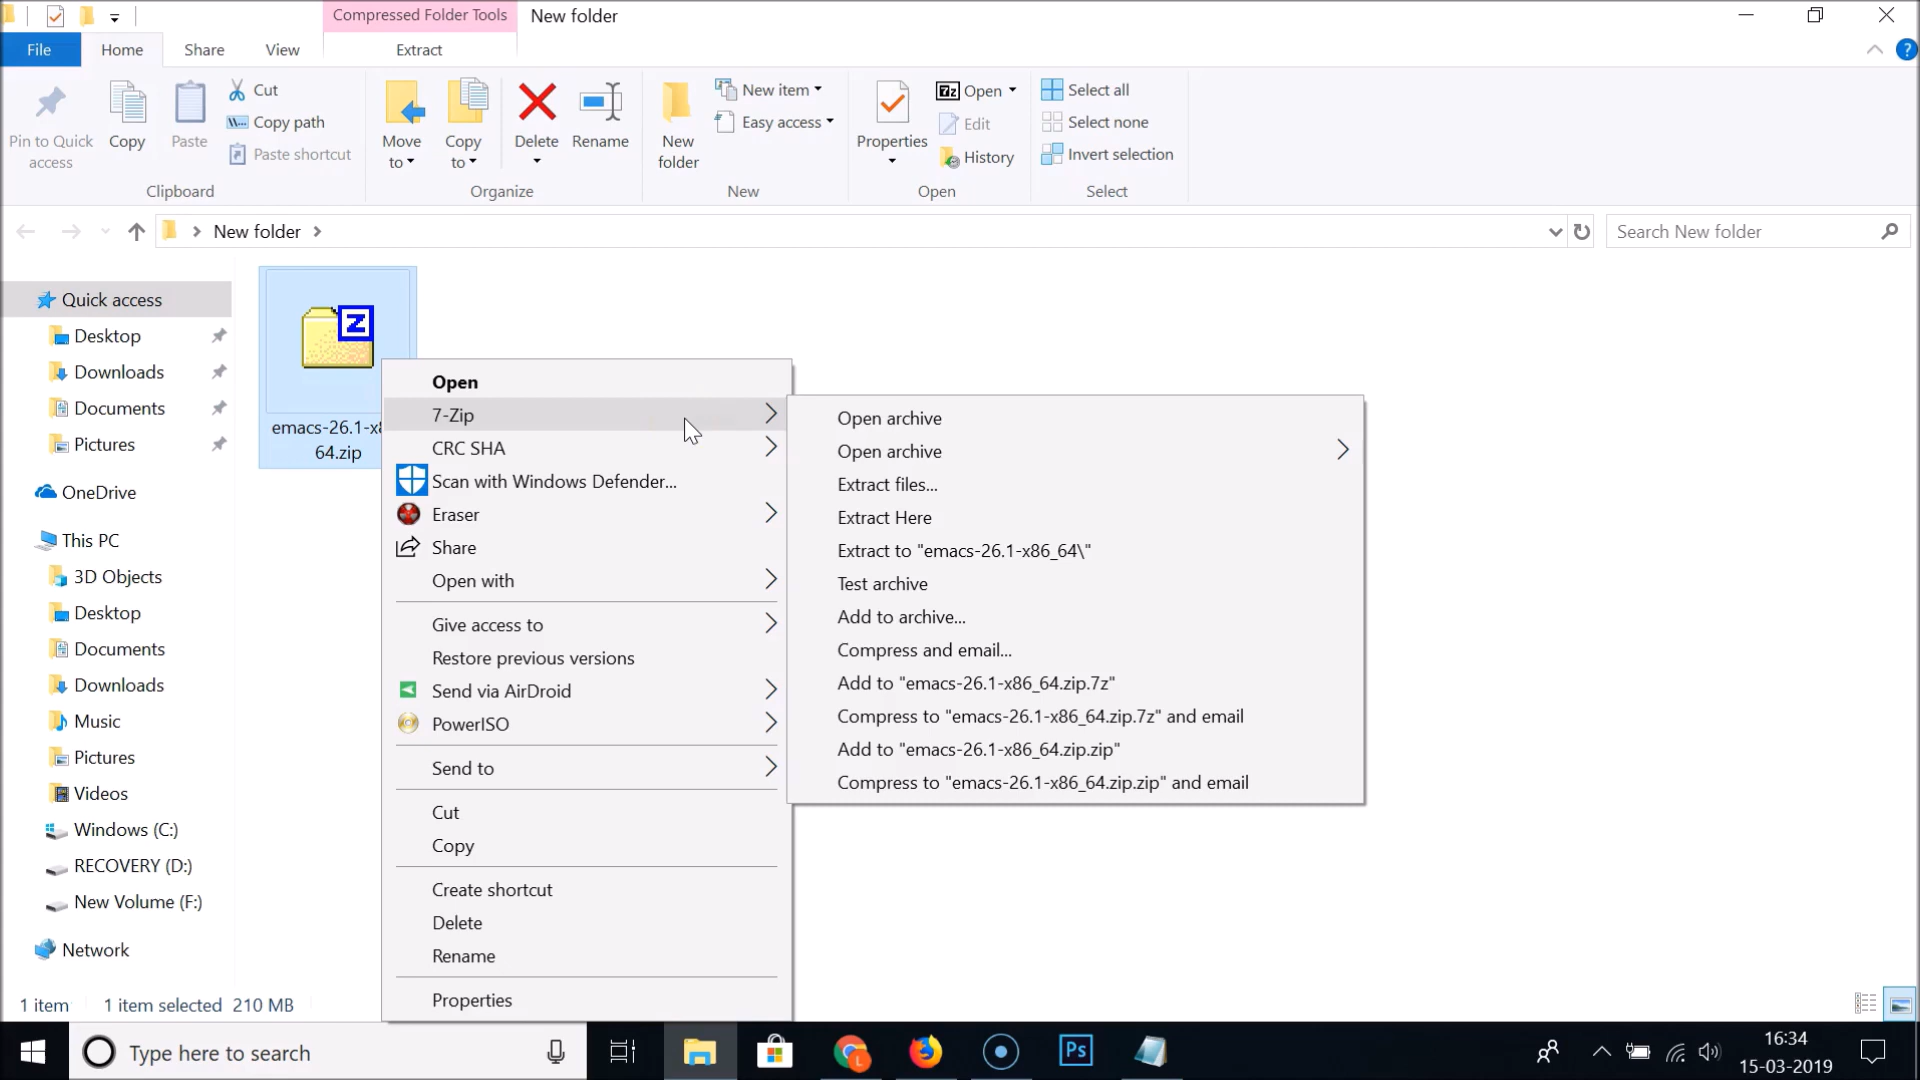 Compressed Folder Tools
New folder
File
Home
Share
View
Extract
Pin to Quick
access
Copy
Paste
Cut
Copy path
Paste shortcut
Clipboard
Move
to
Copy
to
Delete
Rename
Organize
New
folder
New item
Easy access
New
Properties
7z Open
Edit
History
Open
Select all
Select none
Invert selection
Select
New folder
Search New folder
Quick access
Desktop
Downloads
Documents
Pictures
OneDrive
This PC
3D Objects
Desktop
Documents
Downloads
Music
Pictures
Videos
Windows (C:)
RECOVERY (D:)
New Volume (F:)
Network
Z
emacs-26.1-x8
64.zip
Open
7-Zip
CRC SHA
Scan with Windows Defender...
Eraser
Share
Open with
Give access to
Restore previous versions
Send via AirDroid
PowerISO
Send to
Cut
Copy
Create shortcut
Delete
Rename
Properties
Open archive
Open archive
Extract files...
Extract Here
Extract to "emacs-26.1-x86_64\"
Test archive
Add to archive...
Compress and email...
Add to "emacs-26.1-x86_64.zip.7z"
Compress to "emacs-26.1-x86_64.zip.7z" and email
Add to "emacs-26.1-x86_64.zip.zip"
Compress to "emacs-26.1-x86_64.zip.zip" and email
1 item
1 item selected 210 MB
Type here to search
L
Ps
16:34
15-03-2019